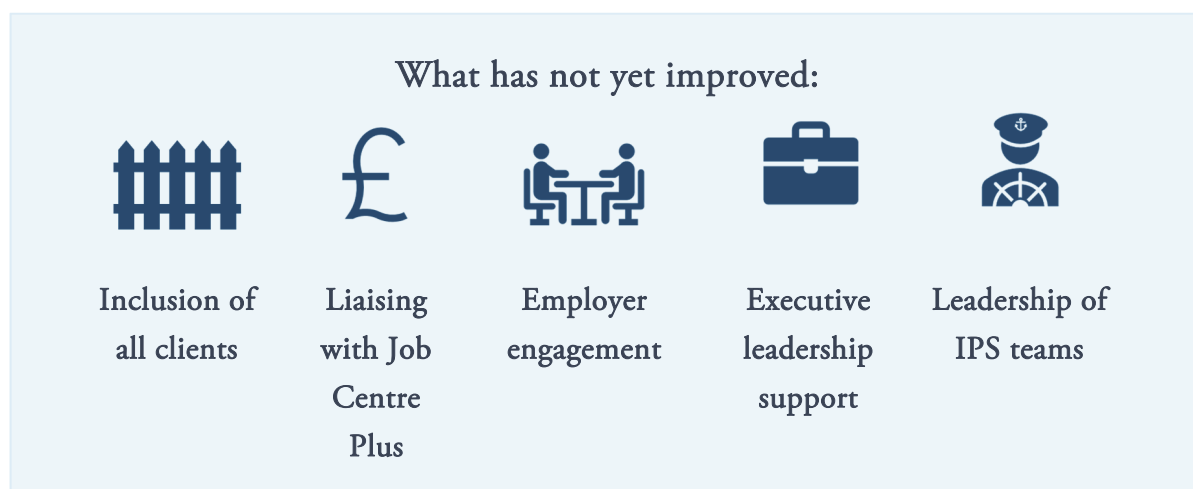 What has not yet improved:
£
Inclusion of
all clients
Liaising
with Job
Centre
Plus
Employer
engagement
Executive
leadership
support
Leadership of
IPS teams